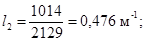 l₂ = 1014/2129 = 0,476 м⁻¹;